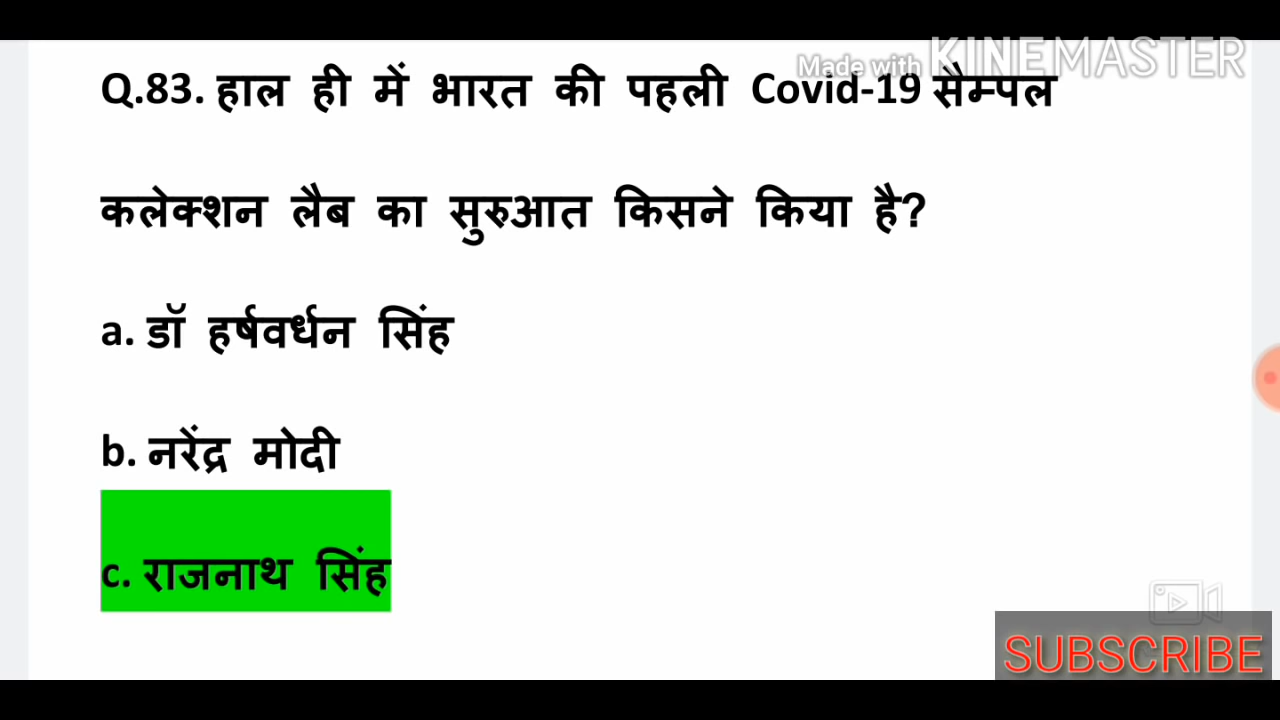 Made with KINEMASTER
Q.83. हाल ही में भारत की पहली Covid-19 सैम्पल
कलेक्शन लैब का सुरुआत किसने किया है?
a. डॉ हर्षवर्धन सिंह
b. नरेंद्र मोदी
c. राजनाथ सिंह
SUBSCRIBE